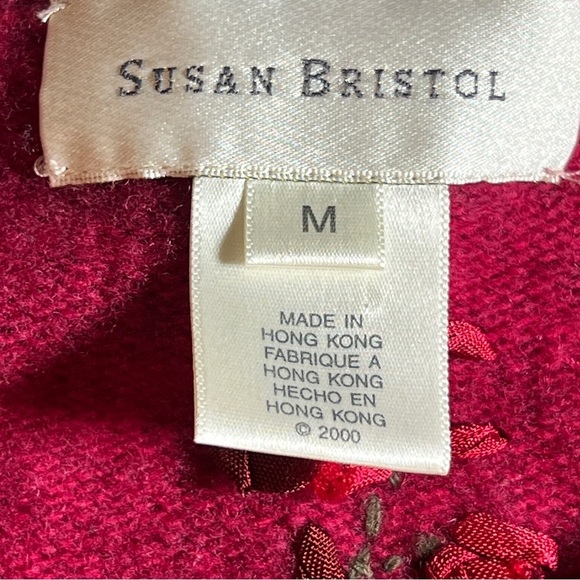 SUSAN BRISTOL
M
MADE IN
HONG KONG
FABRIQUE A
HONG KONG
HECHO EN
HONG KONG
© 2000